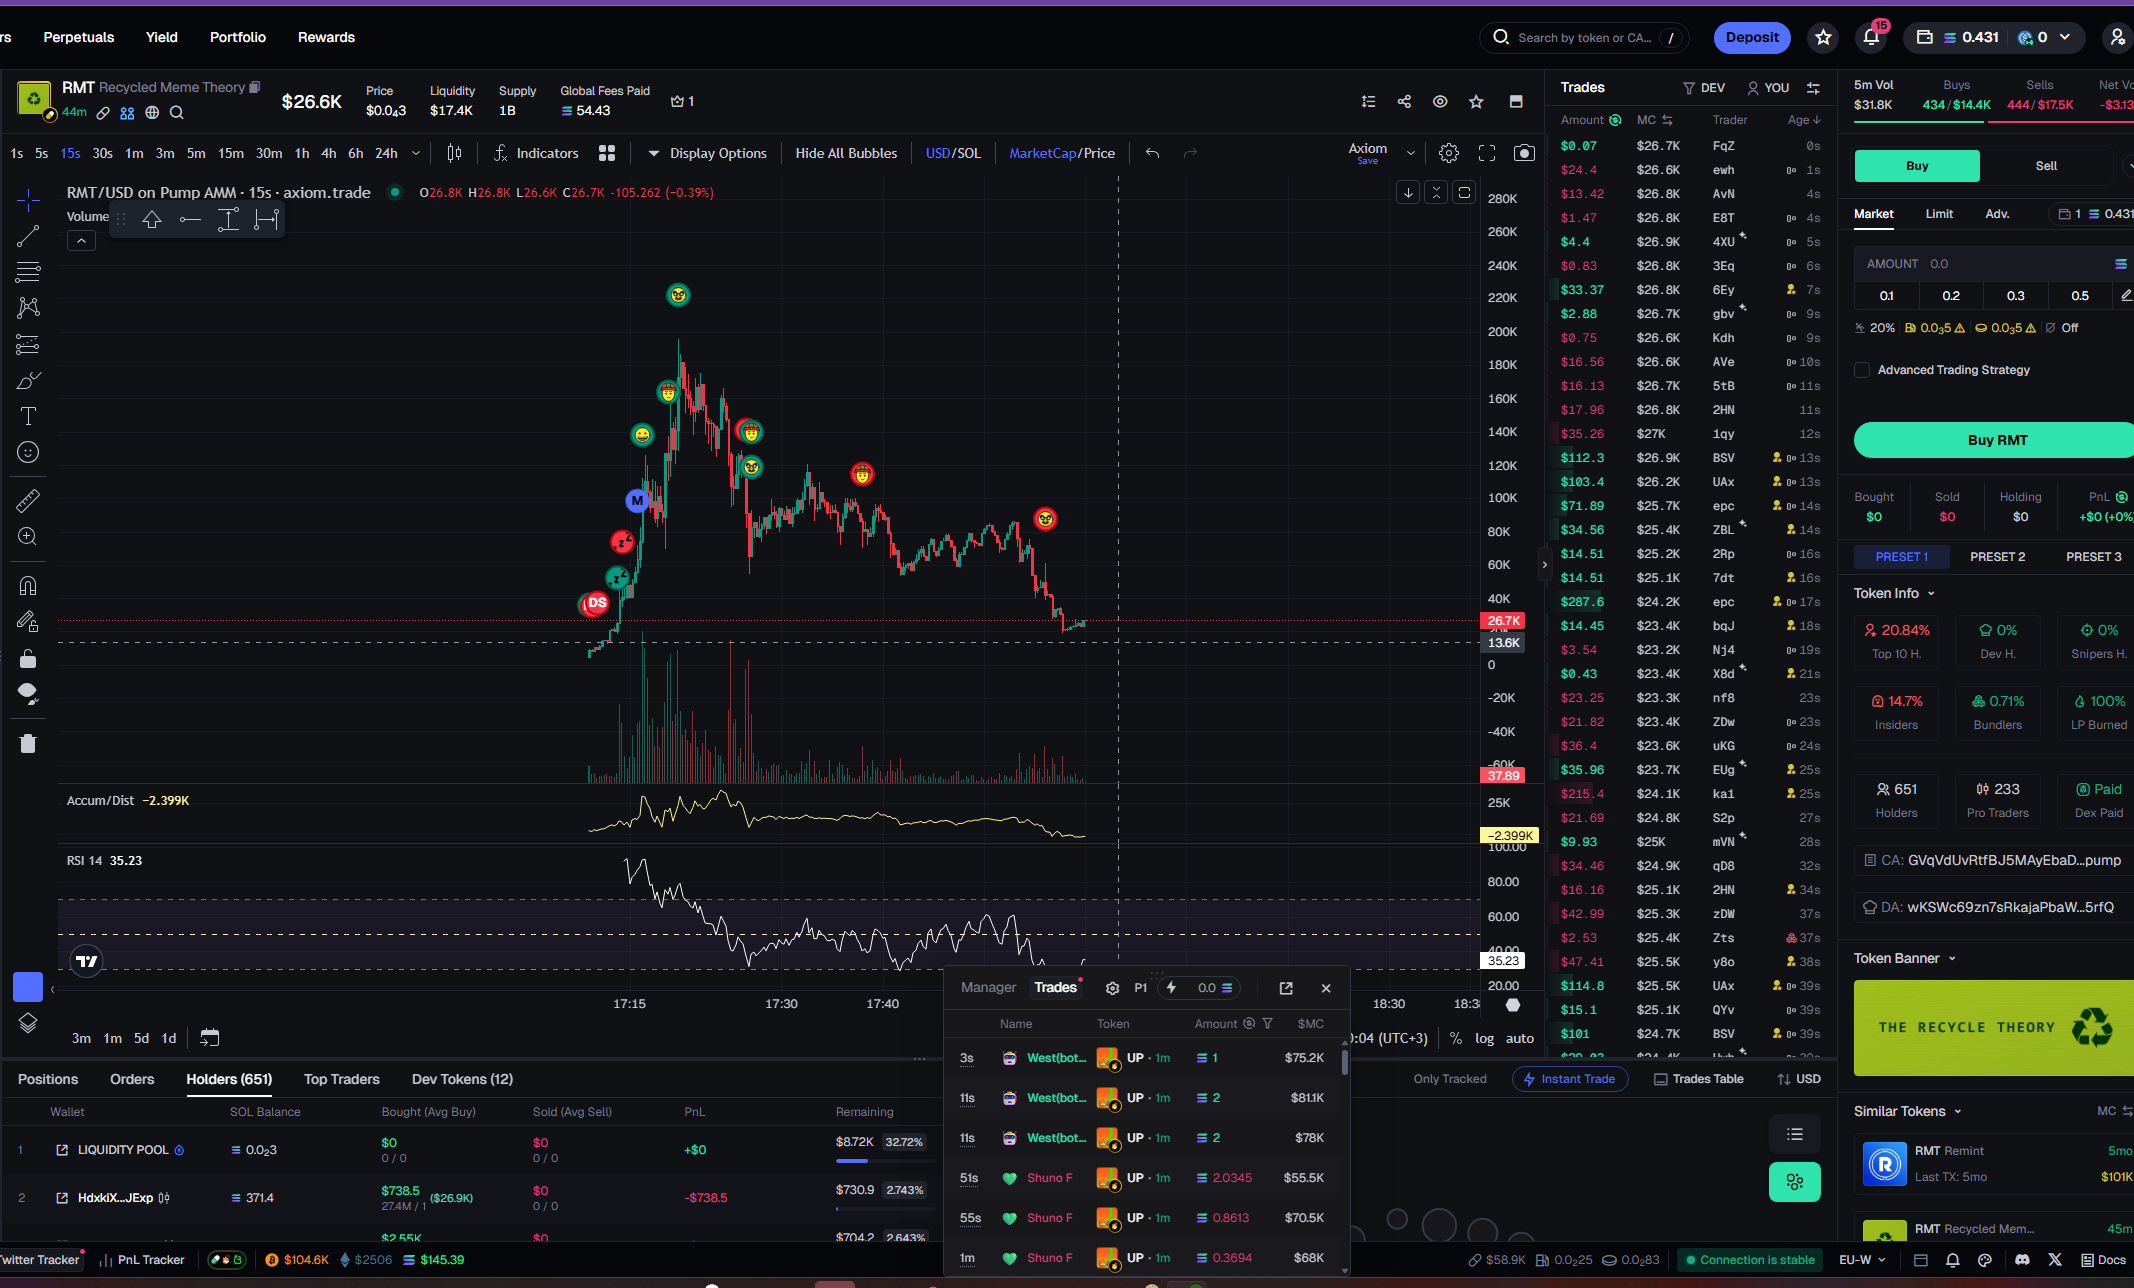 rs Perpetuals Yield Portfolio Rewards Search by token or CA... / Deposit 15 0.431 0
RMT Recycled Meme Theory
44m
$26.6K
Price $0.0₄3
Liquidity $17.4K
Supply 1B
Global Fees Paid 54.43
1
1s 5s 15s 30s 1m 3m 5m 15m 30m 1h 4h 6h 24h Indicators Display Options Hide All Bubbles USD/SOL MarketCap/Price Axiom Save
RMT/USD on Pump AMM · 15s · axiom.trade O26.8K H26.8K L26.6K C26.7K -105.262 (−0.39%)
Volume
M
DS
280K
260K
240K
220K
200K
180K
160K
140K
120K
100K
80K
60K
40K
26.7K
13.6K
0
-20K
-40K
37.89
Accum/Dist −2.399K
25K
−2.399K
100.00
RSI 14 35.23
80.00
60.00
40.00
35.23
20.00
17:15 17:30 17:40 18:30
3m 1m 5d 1d
0:04 (UTC+3) % log auto
Positions Orders Holders (651) Top Traders Dev Tokens (12)
Only Tracked Instant Trade Trades Table USD
Wallet SOL Balance Bought (Avg Buy) Sold (Avg Sell) PnL Remaining
1 LIQUIDITY POOL 0.0₂3 $0 0 / 0 $0 0 / 0 +$0 $8.72K 32.72%
2 HdxkiX...JExp 371.4 $738.5 27.4M / 1 ($26.9K) $0 0 / 0 -$738.5 $730.9 2.743%
$2.55K $0 $704.2 2.643%
Manager Trades P1 0.0
Name Token Amount $MC
3s West(bot... UP · 1m 1 $75.2K
11s West(bot... UP · 1m 2 $81.1K
11s West(bot... UP · 1m 2 $78K
51s Shuno F UP · 1m 2.0345 $55.5K
55s Shuno F UP · 1m 0.8613 $70.5K
1m Shuno F UP · 1m 0.3694 $68K
Twitter Tracker PnL Tracker $104.6K $2506 $145.39
$58.9K 0.0₂25 0.0₂83 Connection is stable EU-W Docs
Trades DEV YOU
Amount MC Trader Age
$0.07 $26.7K FqZ 0s
$24.4 $26.6K ewh 1s
$13.42 $26.8K AvN 4s
$1.47 $26.8K E8T 4s
$4.4 $26.9K 4XU 5s
$0.83 $26.8K 3Eq 6s
$33.37 $26.8K 6Ey 7s
$2.88 $26.7K gbv 9s
$0.75 $26.6K Kdh 9s
$16.56 $26.6K AVe 10s
$16.13 $26.7K 5tB 11s
$17.96 $26.8K 2HN 11s
$35.26 $27K 1qy 12s
$112.3 $26.9K BSV 13s
$103.4 $26.2K UAx 13s
$71.89 $25.7K epc 14s
$34.56 $25.4K ZBL 14s
$14.51 $25.2K 2Rp 16s
$14.51 $25.1K 7dt 16s
$287.6 $24.2K epc 17s
$14.45 $23.4K bqJ 18s
$3.54 $23.2K Nj4 19s
$0.43 $23.4K X8d 21s
$23.25 $23.3K nf8 23s
$21.82 $23.4K ZDw 23s
$36.4 $23.6K uKG 24s
$35.96 $23.7K EUg 25s
$215.4 $24.1K ka1 25s
$21.69 $24.8K S2p 27s
$9.93 $25K mVN 28s
$34.46 $24.9K qD8 32s
$16.16 $25.1K 2HN 34s
$42.99 $25.3K zDW 37s
$2.53 $25.4K Zts 37s
$47.41 $25.5K y8o 38s
$114.8 $25.5K UAx 39s
$15.1 $25.1K QYv 39s
$101 $24.7K BSV 39s
5m Vol Buys Sells Net Vo
$31.8K 434/$14.4K 444/$17.5K -$3.13
Buy Sell
Market Limit Adv. 1 0.431
AMOUNT 0.0
0.1 0.2 0.3 0.5
20% 0.0₃5 0.0₃5 Off
Advanced Trading Strategy
Buy RMT
Bought Sold Holding PnL
$0 $0 $0 +$0 (+0%)
PRESET 1 PRESET 2 PRESET 3
Token Info
20.84% 0% 0%
Top 10 H. Dev H. Snipers H.
14.7% 0.71% 100%
Insiders Bundlers LP Burned
651 233 Paid
Holders Pro Traders Dex Paid
CA: GVqVdUvRtfBJ5MAyEbaD...pump
DA: wKSWc69zn7sRkajaPbaW...5rfQ
Token Banner
THE RECYCLE THEORY
Similar Tokens MC
R RMT Remint 5mo
Last TX: 5mo $101K
RMT Recycled Mem... 45m